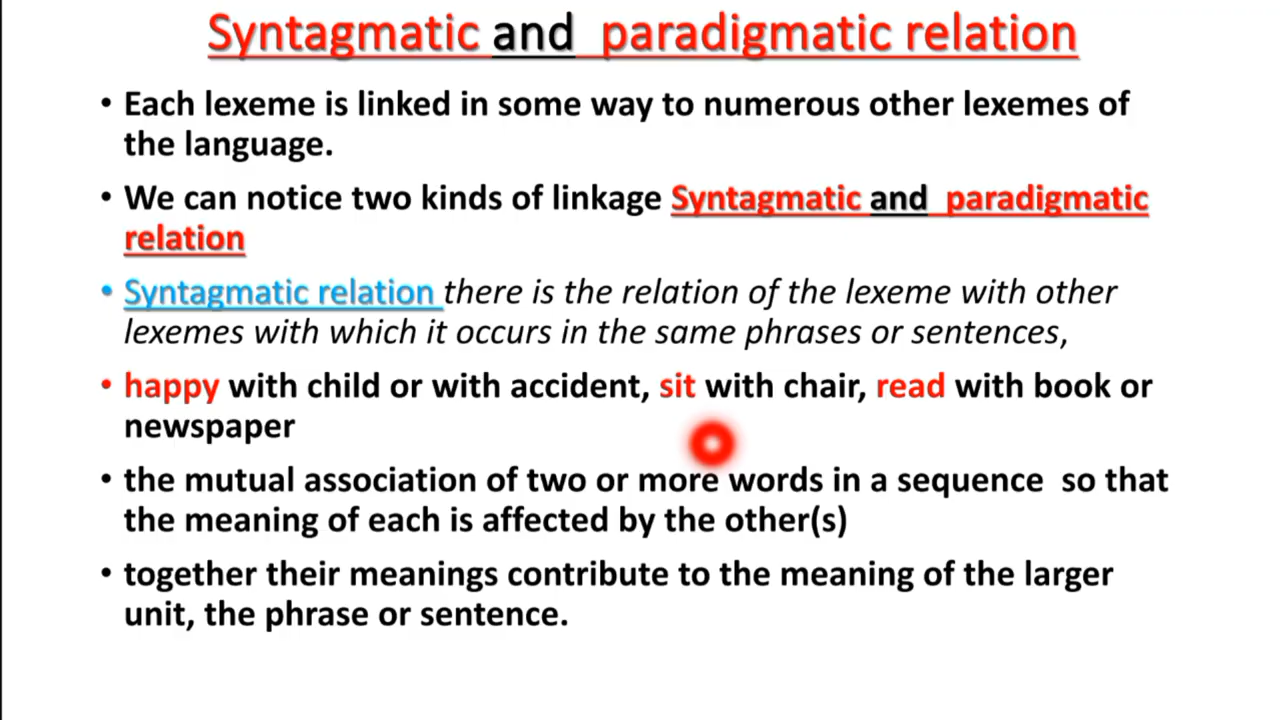 Syntagmatic and paradigmatic relation
• Each lexeme is linked in some way to numerous other lexemes of
the language.
• We can notice two kinds of linkage Syntagmatic and paradigmatic
relation
• Syntagmatic relation there is the relation of the lexeme with other
lexemes with which it occurs in the same phrases or sentences,
• happy with child or with accident, sit with chair, read with book or
newspaper
• the mutual association of two or more words in a sequence so that
the meaning of each is affected by the other(s)
• together their meanings contribute to the meaning of the larger
unit, the phrase or sentence.